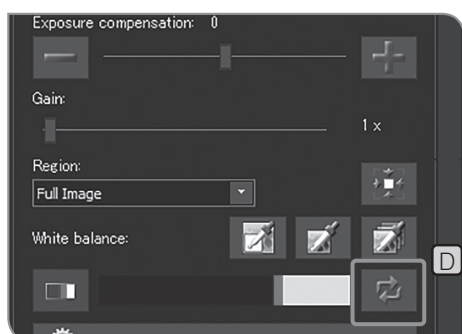 Exposure compensation: 0
Gain:
1 x
Region:
Full Image
White balance:
D